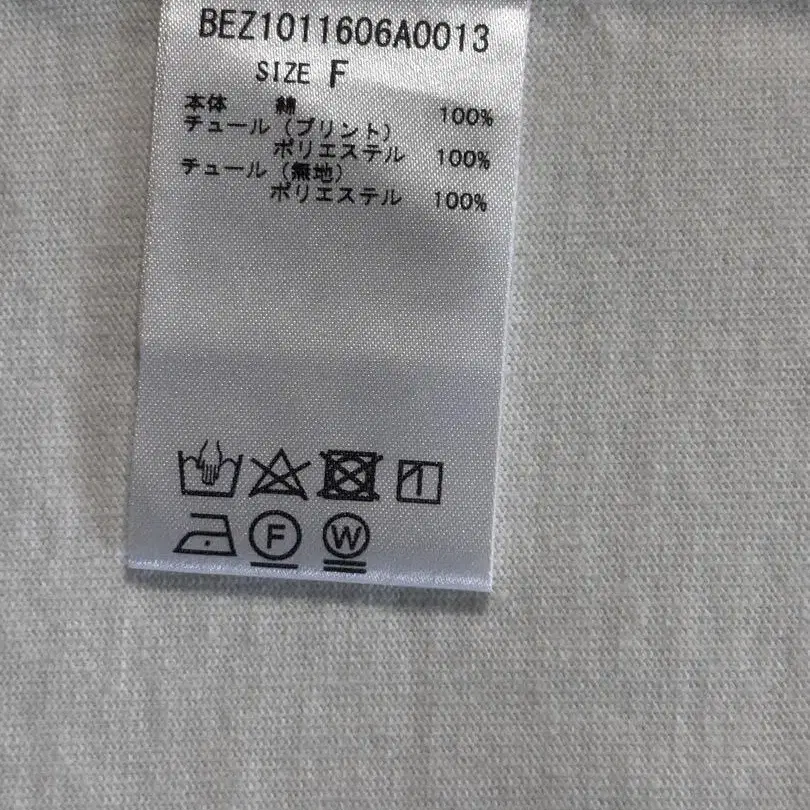 BEZ1011606A0013
SIZE F
本体 綿 100%
チュール(プリント)
ポリエステル 100%
チュール(無地)
ポリエステル 100%
F W